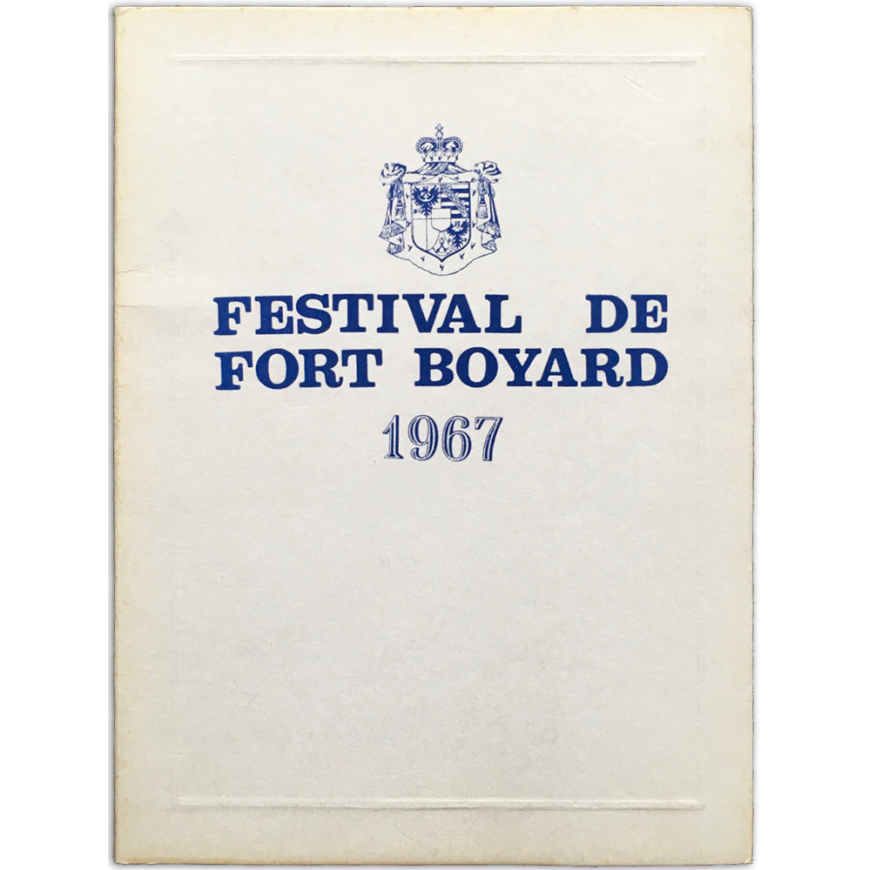 FESTIVAL DE
FORT BOYARD
1967